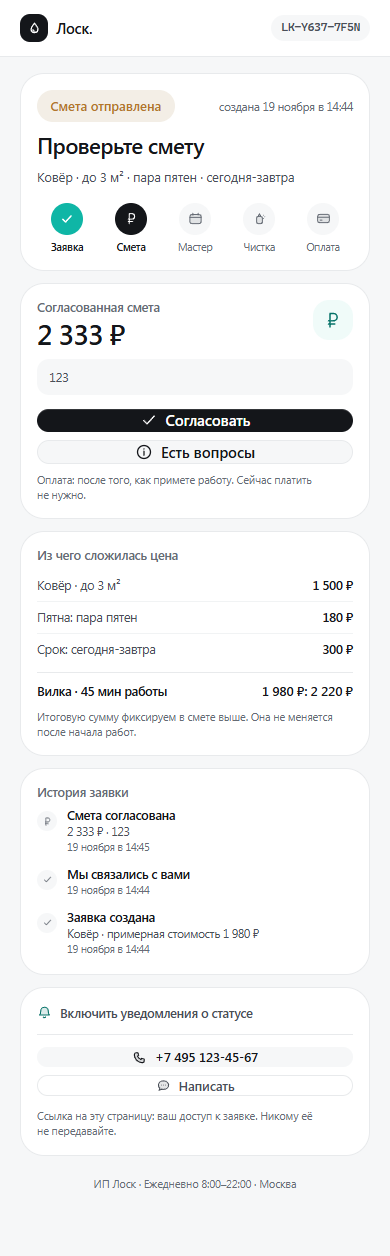 Лоск.
LK-Y637-7F5N
Смета отправлена
создана 19 ноября в 14:44
Проверьте смету
Ковёр · до 3 м² · пара пятен · сегодня-завтра
Заявка
Смета
Мастер
Чистка
Оплата
Согласованная смета
2 333 ₽
₽
123
Согласовать
Есть вопросы
Оплата: после того, как примете работу. Сейчас платить
не нужно.
Из чего сложилась цена
Ковёр · до 3 м² 1 500 ₽
Пятна: пара пятен 180 ₽
Срок: сегодня-завтра 300 ₽
Вилка · 45 мин работы 1 980 ₽: 2 220 ₽
Итоговую сумму фиксируем в смете выше. Она не меняется
после начала работ.
История заявки
Смета согласована
2 333 ₽ · 123
19 ноября в 14:45
Мы связались с вами
19 ноября в 14:44
Заявка создана
Ковёр · примерная стоимость 1 980 ₽
19 ноября в 14:44
Включить уведомления о статусе
+7 495 123-45-67
Написать
Ссылка на эту страницу: ваш доступ к заявке. Никому её
не передавайте.
ИП Лоск · Ежедневно 8:00–22:00 · Москва